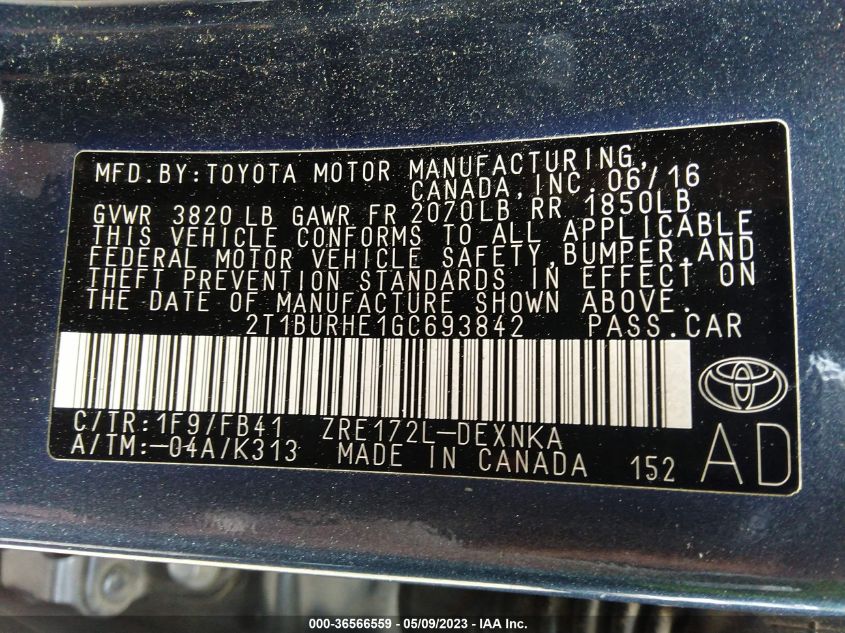 MFD.BY:TOYOTA MOTOR MANUFACTURING,
CANADA,INC. 06/16
GVWR 3820 LB GAWR FR 2070LB RR 1850LB
THIS VEHICLE CONFORMS TO ALL APPLICABLE
FEDERAL MOTOR VEHICLE SAFETY,BUMPER,AND
THEFT PREVENTION STANDARDS IN EFFECT ON
THE DATE OF MANUFACTURE SHOWN ABOVE.
2T1BURHE1GC693842 PASS.CAR
C/TR:1F9/FB41 ZRE172L-DEXNKA
A/TM:-04A/K313 MADE IN CANADA 152 AD
000-36566559 - 05/09/2023 - IAA Inc.